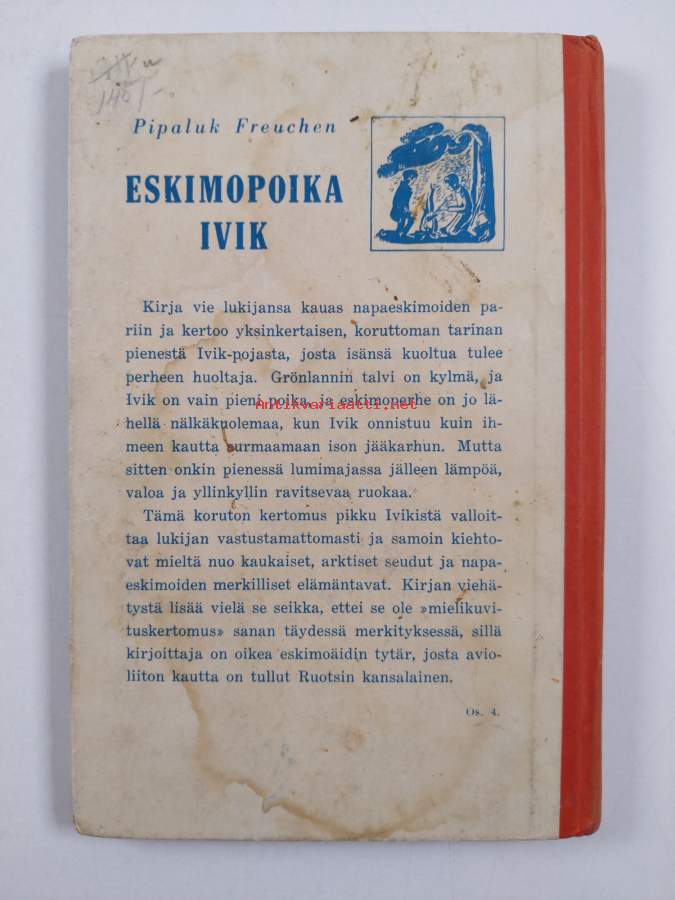 140
Pipaluk Freuchen
ESKIMOPOIKA
IVIK
Kirja vie lukijansa kauas napaeskimoiden pa-
riin ja kertoo yksinkertaisen, koruttoman tarinan
pienestä Ivik-pojasta, josta isänsä kuoltua tulee
perheen huoltaja. Grönlannin talvi on kylmä, ja
Ivik on vain pieni poika, ja eskimoperhe on jo lä-
Antikvariaatti.net
hellä nälkäkuolemaa, kun Ivik onnistuu kuin ih-
meen kautta surmaamaan ison jääkarhun. Mutta
sitten onkin pienessä lumimajassa jälleen lämpöä,
valoa ja yllinkyllin ravitsevaa ruokaa.
Tämä koruton kertomus pikku Ivikistä valloit-
taa lukijan vastustamattomasti ja samoin kiehto-
vat mieltä nuo kaukaiset, arktiset seudut ja napa-
eskimoiden merkilliset elämäntavat. Kirjan viehä-
tystä lisää vielä se seikka, ettei se ole »mielikuvi-
tuskertomus» sanan täydessä merkityksessä, sillä
kirjoittaja on oikea eskimoäidin tytär, josta avio-
liiton kautta on tullut Ruotsin kansalainen.
Os. 4.